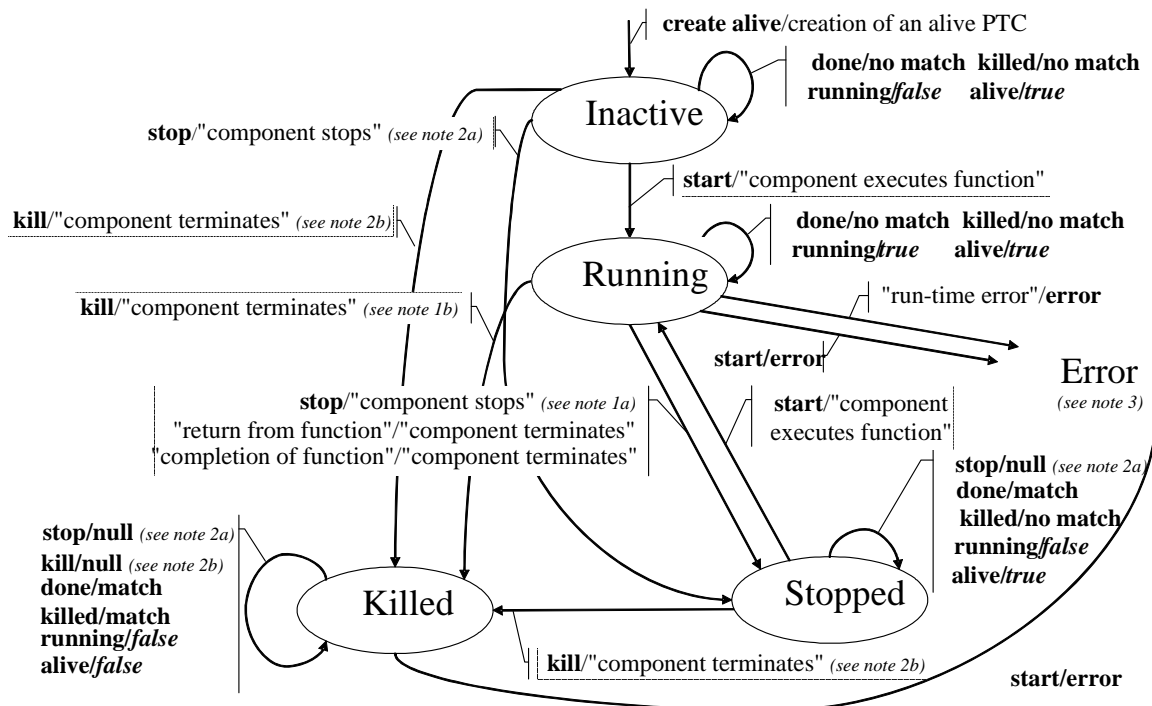 create alive/creation of an alive PTC
done/no match killed/no match
running/false alive/true
Inactive
stop/"component stops" (see note 2a)
start/"component executes function"
kill/"component terminates" (see note 2b)
done/no match killed/no match
running/true alive/true
Running
kill/"component terminates" (see note 1b)
"run-time error"/error
start/error
Error
(see note 3)
stop/"component stops" (see note 1a)
"return from function"/"component terminates"
"completion of function"/"component terminates"
start/"component
executes function"
stop/null (see note 2a)
done/match
killed/no match
running/false
alive/true
stop/null (see note 2a)
kill/null (see note 2b)
done/match
killed/match
running/false
alive/false
Killed
Stopped
kill/"component terminates" (see note 2b)
start/error